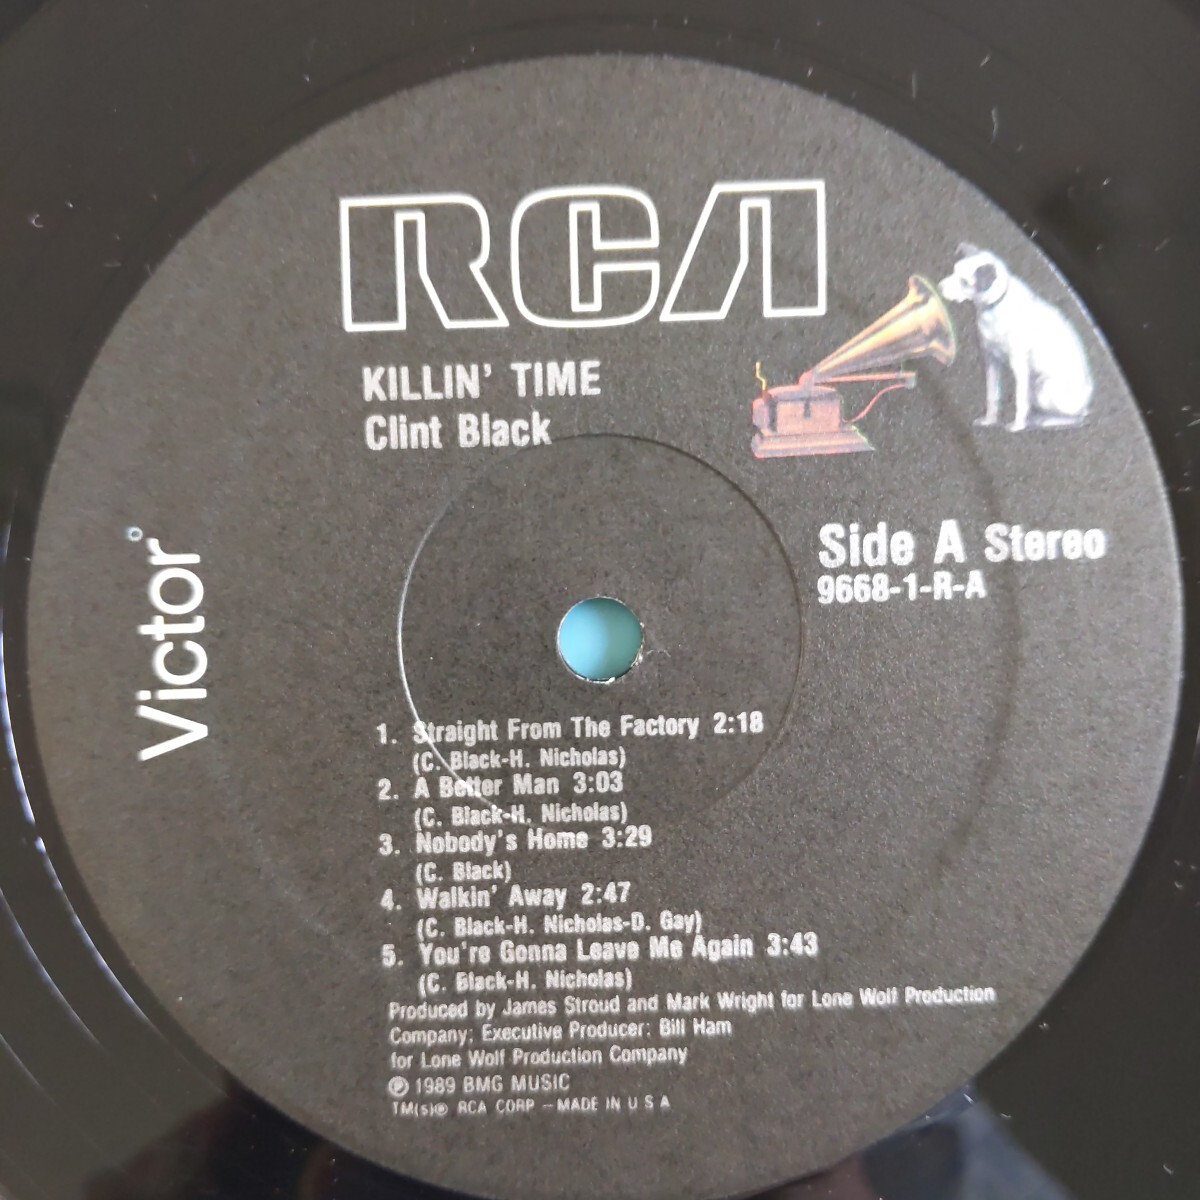 RCA
KILLIN' TIME
Clint Black
Victor
Side A Stereo
9668-1-R-A
1. Straight From The Factory 2:18
(C. Black-H. Nicholas)
2. A Better Man 3:03
(C. Black-H. Nicholas)
3. Nobody's Home 3:29
(C. Black)
4. Walkin' Away 2:47
(C. Black-H. Nicholas-D. Gay)
5. You're Gonna Leave Me Again 3:43
(C. Black-H. Nicholas)
Produced by James Stroud and Mark Wright for Lone Wolf Production
Company; Executive Producer: Bill Ham
for Lone Wolf Production Company
℗ 1989 BMG MUSIC
TM(s)® RCA CORP – MADE IN U S A